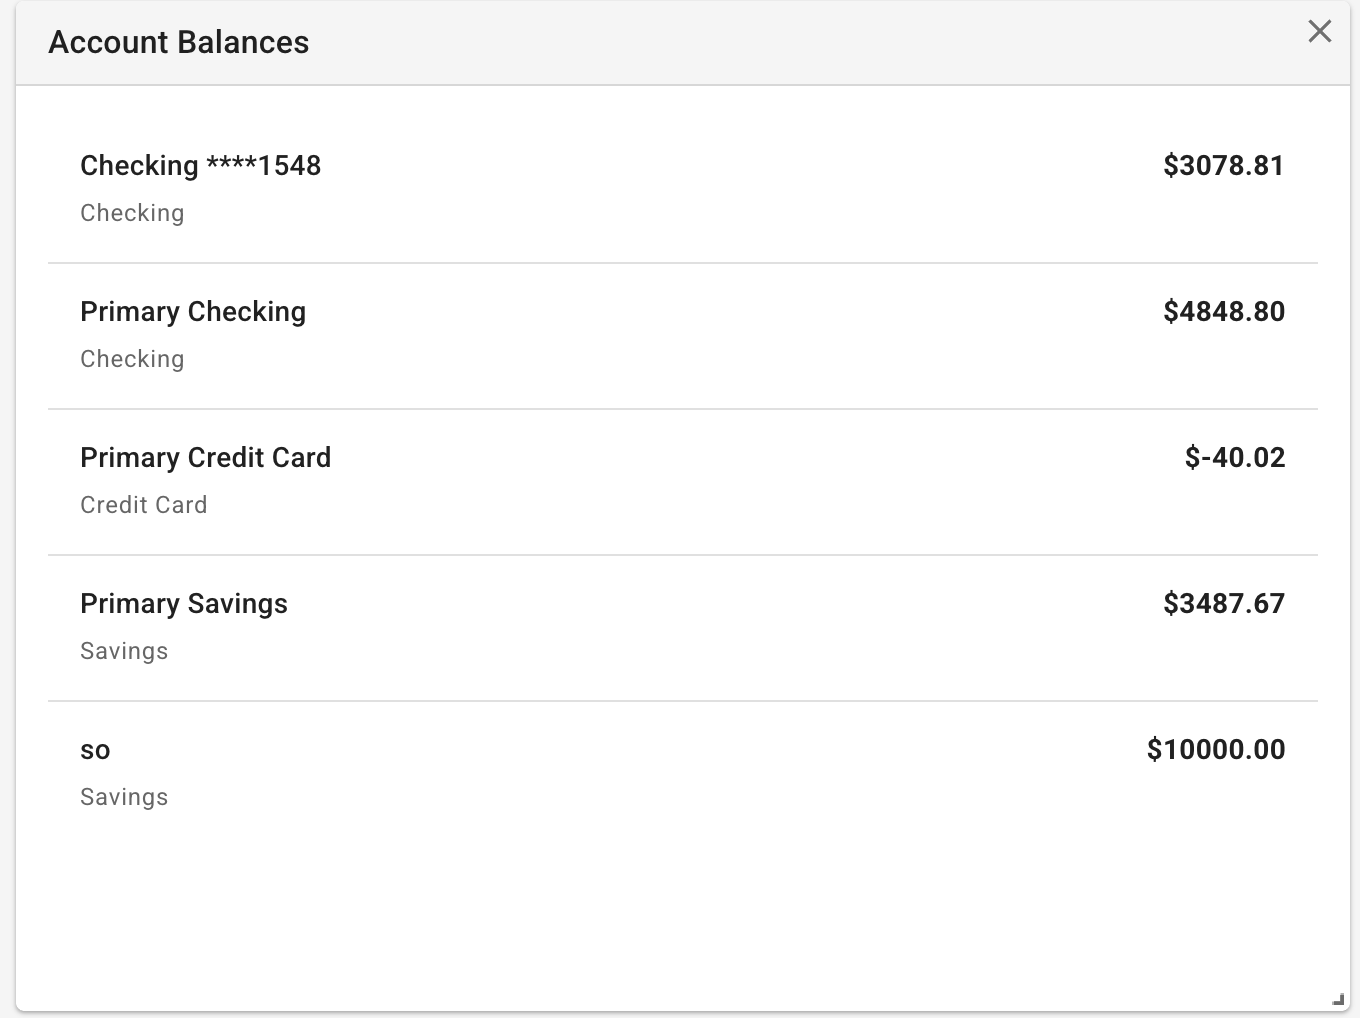 Account Balances
Checking ****1548
$3078.81
Checking
Primary Checking
$4848.80
Checking
Primary Credit Card
$-40.02
Credit Card
Primary Savings
$3487.67
Savings
so
$10000.00
Savings